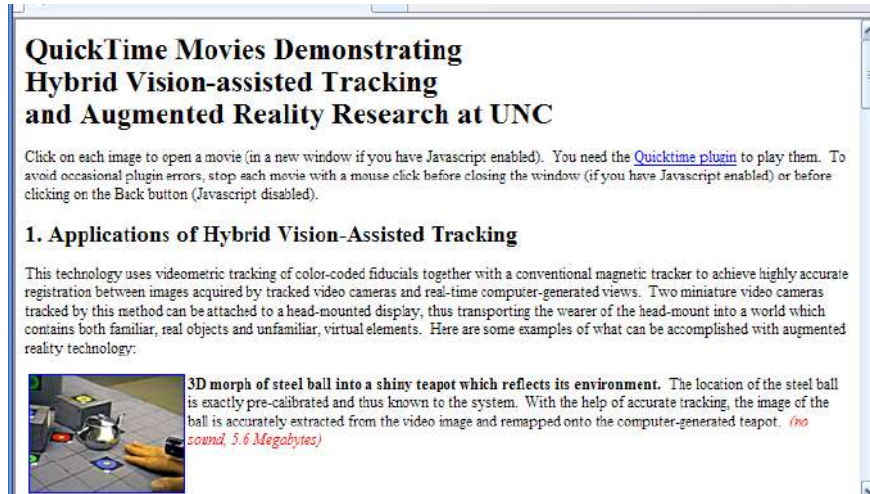 QuickTime Movies Demonstrating
Hybrid Vision-assisted Tracking
and Augmented Reality Research at UNC
Click on each image to open a movie (in a new window if you have Javascript enabled).  You need the Quicktime plugin to play them.  To
avoid occasional plugin errors, stop each movie with a mouse click before closing the window (if you have Javascript enabled) or before
clicking on the Back button (Javascript disabled).
1. Applications of Hybrid Vision-Assisted Tracking
This technology uses videometric tracking of color-coded fiducials together with a conventional magnetic tracker to achieve highly accurate
registration between images acquired by tracked video cameras and real-time computer-generated views.  Two miniature video cameras
tracked by this method can be attached to a head-mounted display, thus transporting the wearer of the head-mount into a world which
contains both familiar, real objects and unfamiliar, virtual elements.  Here are some examples of what can be accomplished with augmented
reality technology:
3D morph of steel ball into a shiny teapot which reflects its environment.  The location of the steel ball
is exactly pre-calibrated and thus known to the system.  With the help of accurate tracking, the image of the
ball is accurately extracted from the video image and remapped onto the computer-generated teapot.  (no
sound, 5.6 Megabytes)